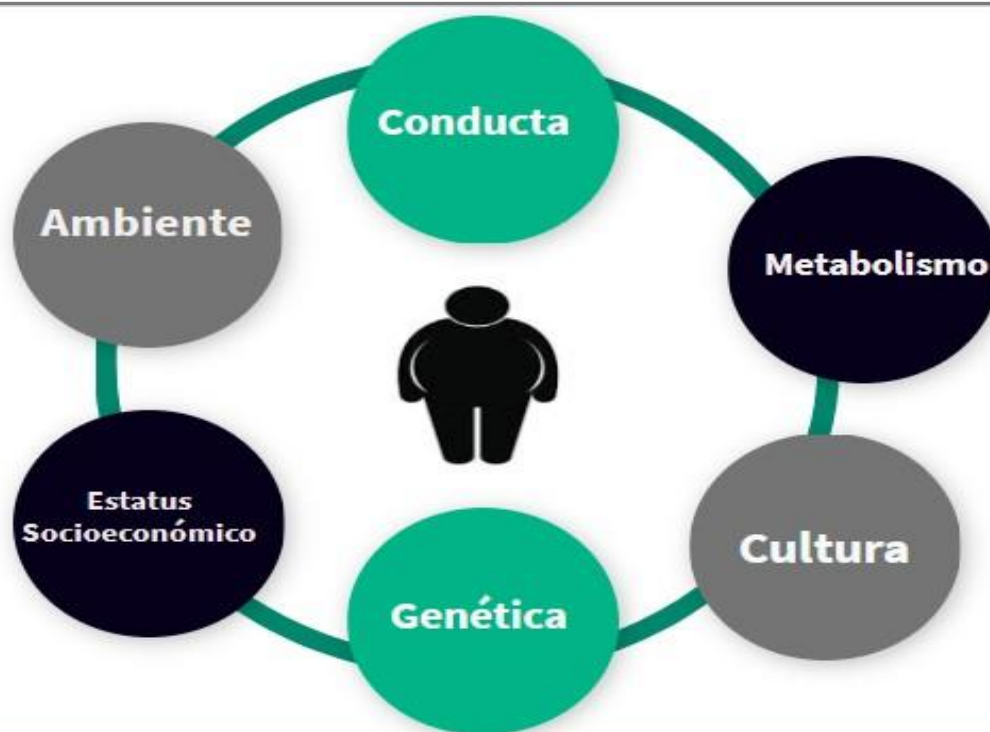 Conducta
Ambiente
Metabolismo
Estatus
Socioeconómico
Cultura
Genética